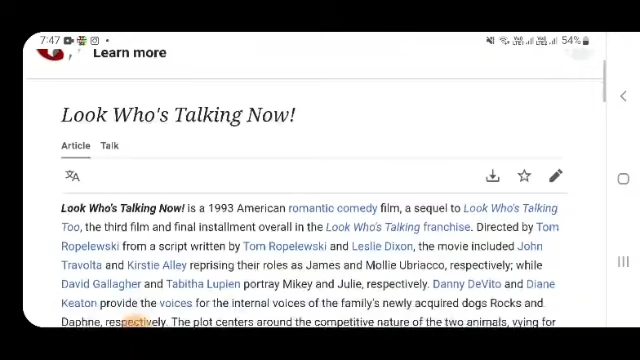 7:47
54%
Learn more
Look Who's Talking Now!
Article Talk
Look Who's Talking Now! is a 1993 American romantic comedy film, a sequel to Look Who's Talking
Too, the third film and final installment overall in the Look Who's Talking franchise. Directed by Tom
Ropelewski from a script written by Tom Ropelewski and Leslie Dixon, the movie included John
Travolta and Kirstie Alley reprising their roles as James and Mollie Ubriacco, respectively; while
David Gallagher and Tabitha Lupien portray Mikey and Julie, respectively. Danny DeVito and Diane
Keaton provide the voices for the internal voices of the family's newly acquired dogs Rocks and
Daphne, respectively. The plot centers around the competitive nature of the two animals, vying for